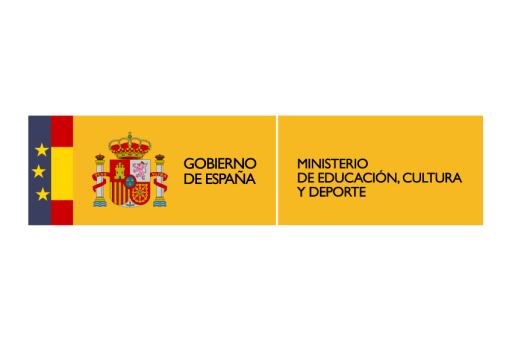 GOBIERNO
DE ESPAÑA
MINISTERIO
DE EDUCACIÓN, CULTURA
Y DEPORTE